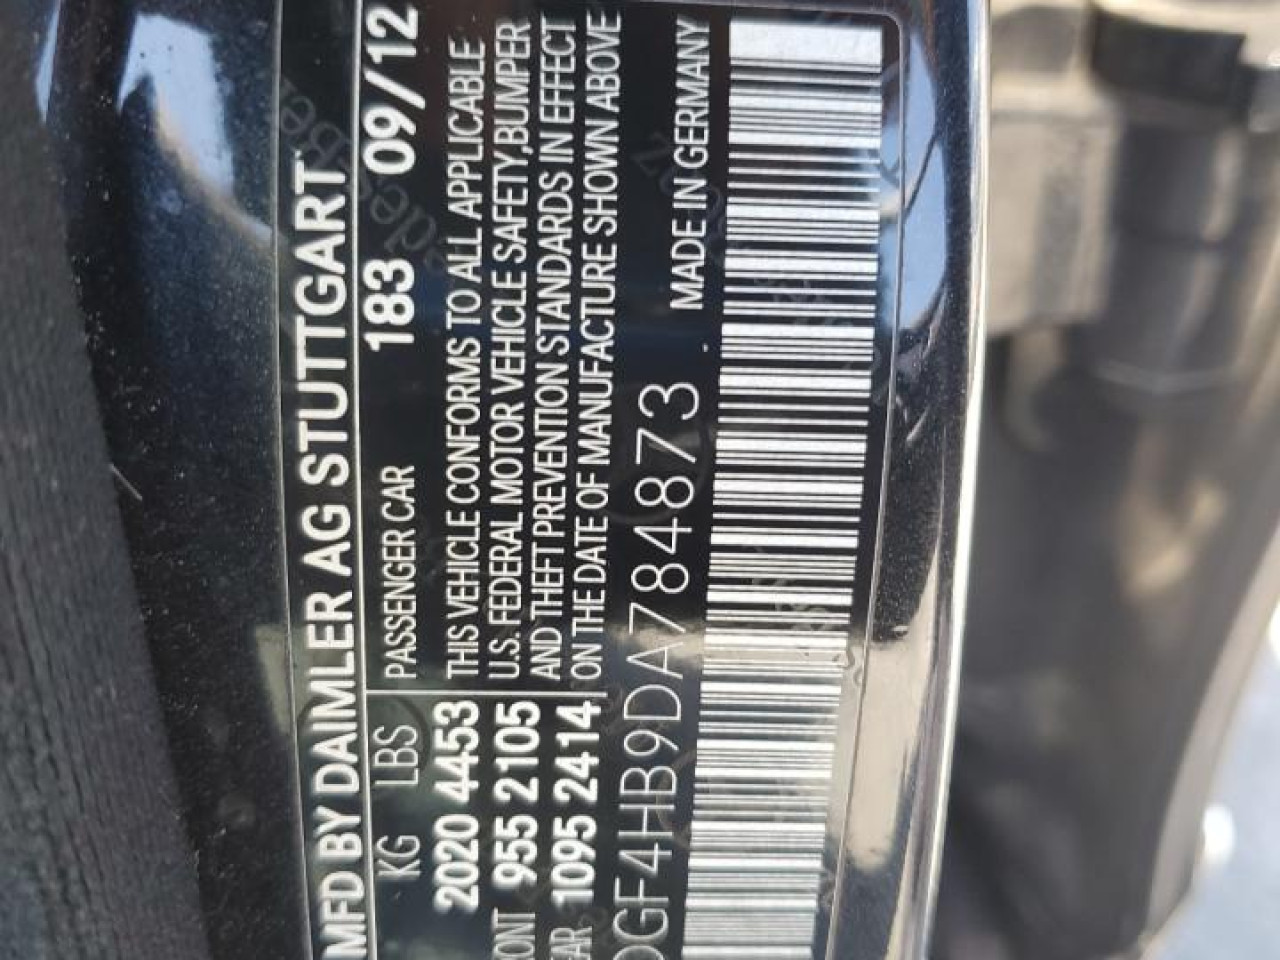 MFD BY DAIMLER AG STUTTGART
KG LBS PASSENGER CAR 183 09/12
2020 4453 THIS VEHICLE CONFORMS TO ALL APPLICABLE
955 2105 U.S. FEDERAL MOTOR VEHICLE SAFETY,BUMPER
1095 2414 AND THEFT PREVENTION STANDARDS IN EFFECT
ON THE DATE OF MANUFACTURE SHOWN ABOVE
DGF4HB9DA784873 MADE IN GERMANY